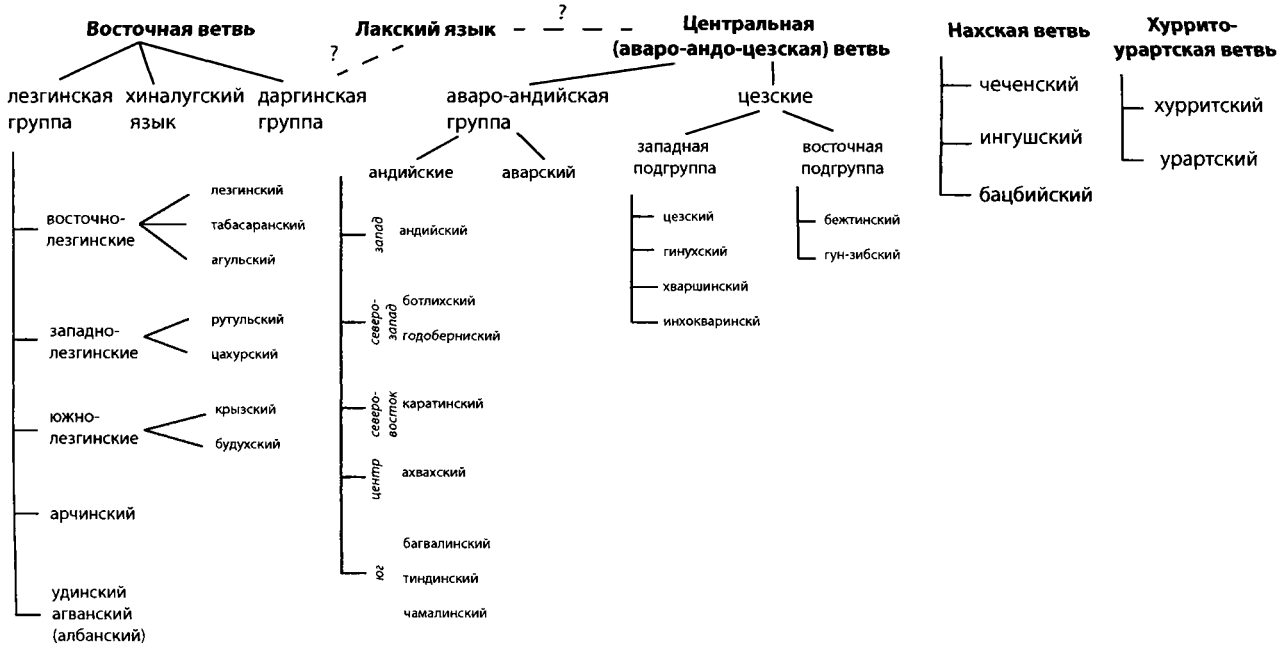 Восточная ветвь
?
Лакский язык
?
Центральная
(аваро-андо-цезская) ветвь
Нахская ветвь
Хуррито-
урартская ветвь
лезгинская
группа
хиналугский
язык
даргинская
группа
аваро-андийская
группа
цезские
чеченский
ингушский
бацбийский
хурритский
урартский
западная
подгруппа
восточная
подгруппа
андийские
аварский
восточно-
лезгинские
лезгинский
табасаранский
агульский
западно-
лезгинские
рутульский
цахурский
южно-
лезгинские
крызский
будухский
арчинский
удинский
агванский
(албанский)
запад
андийский
северо-
запад
ботлихский
годоберниский
северо-
восток
каратинский
центр
ахвахский
юг
багвалинский
тиндинский
чамалинский
цезский
гинухский
хваршинский
инхокваринскй
бежтинский
гун-зибский